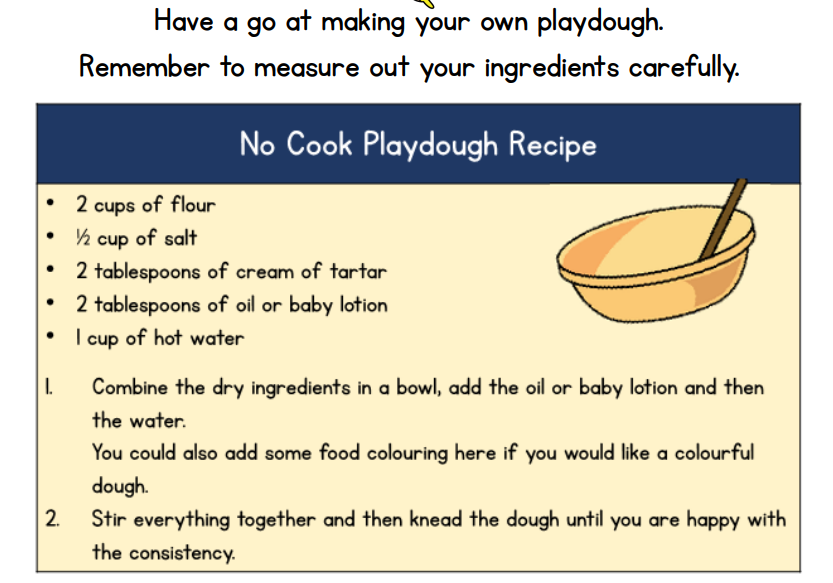 Have a go at making your own playdough.
Remember to measure out your ingredients carefully.
No Cook Playdough Recipe
• 2 cups of flour
• ½ cup of salt
• 2 tablespoons of cream of tartar
• 2 tablespoons of oil or baby lotion
• 1 cup of hot water
1. Combine the dry ingredients in a bowl, add the oil or baby lotion and then
the water.
You could also add some food colouring here if you would like a colourful
dough.
2. Stir everything together and then knead the dough until you are happy with
the consistency.